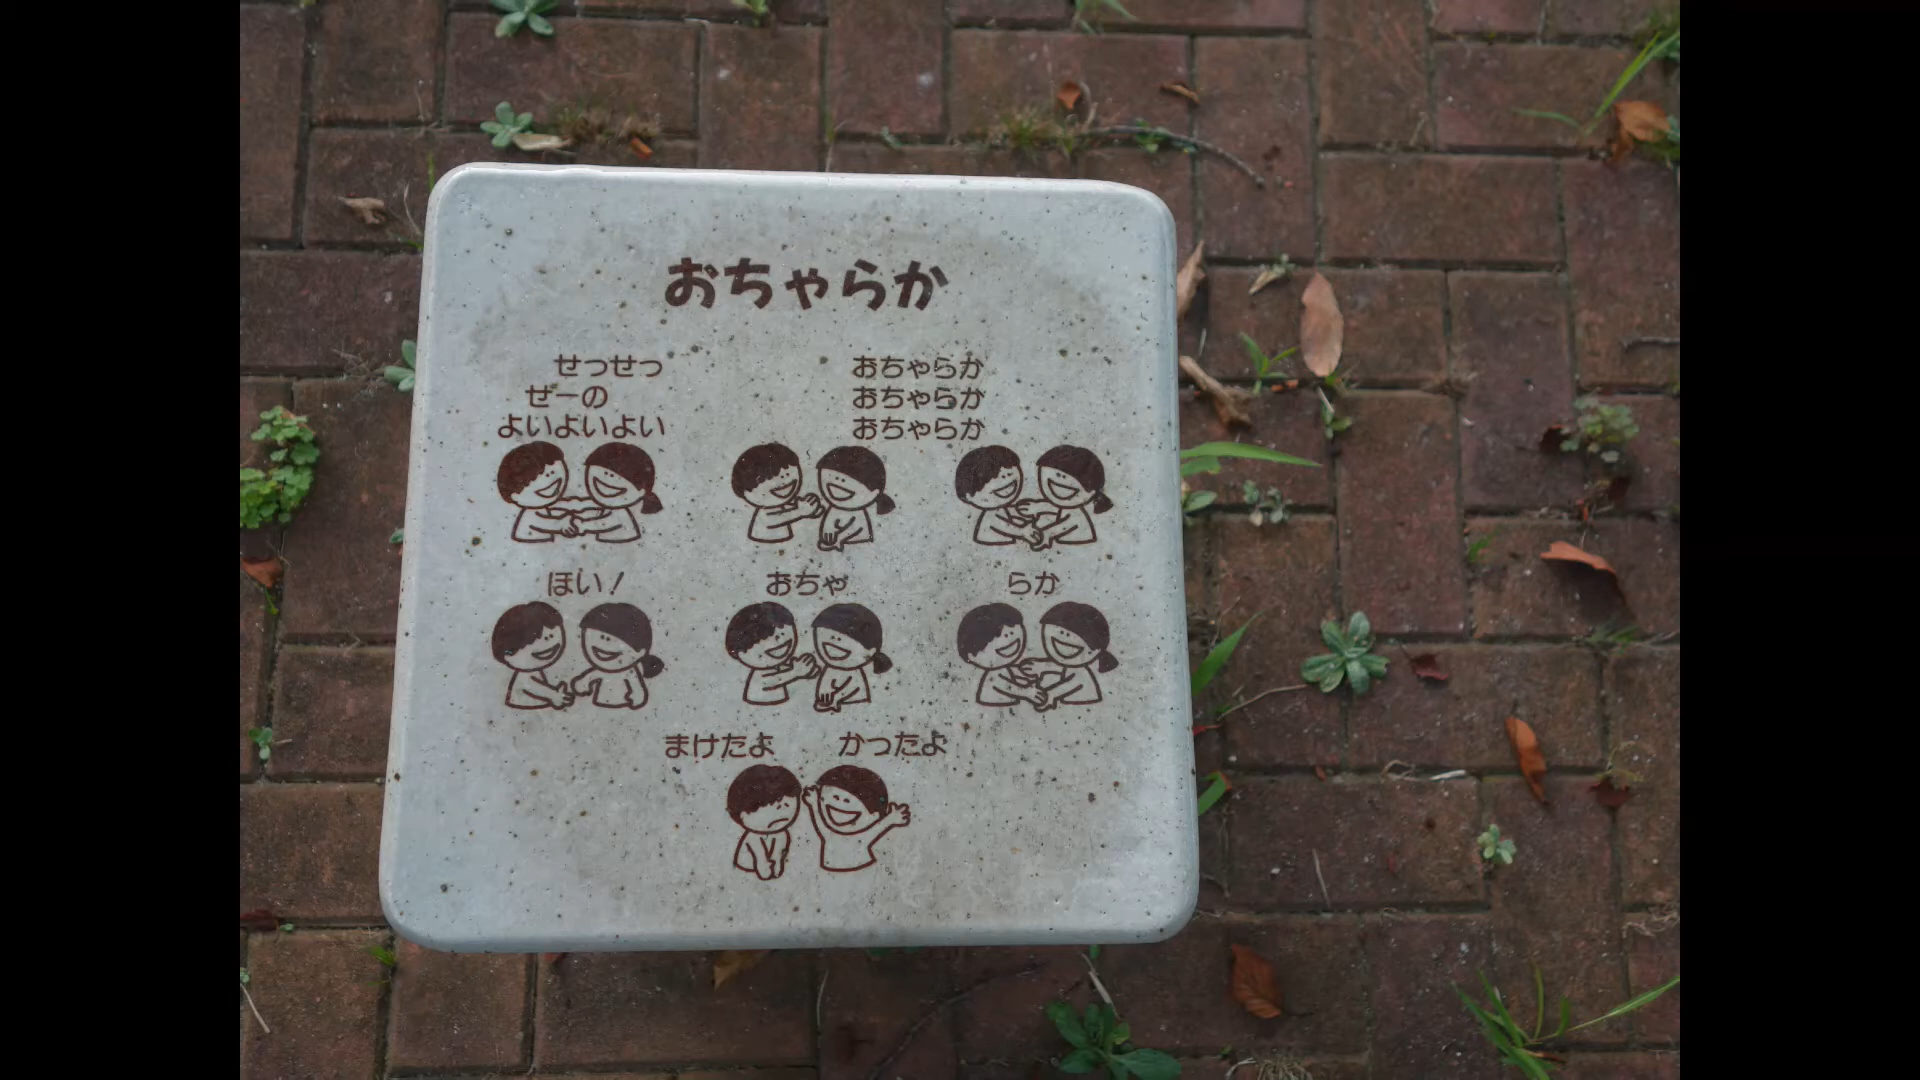 おちゃらか
せっせっ
せーの
よいよいよい
おちゃらか
おちゃらか
おちゃらか
ほい！
おちゃ
らか
まけたよ
かったよ